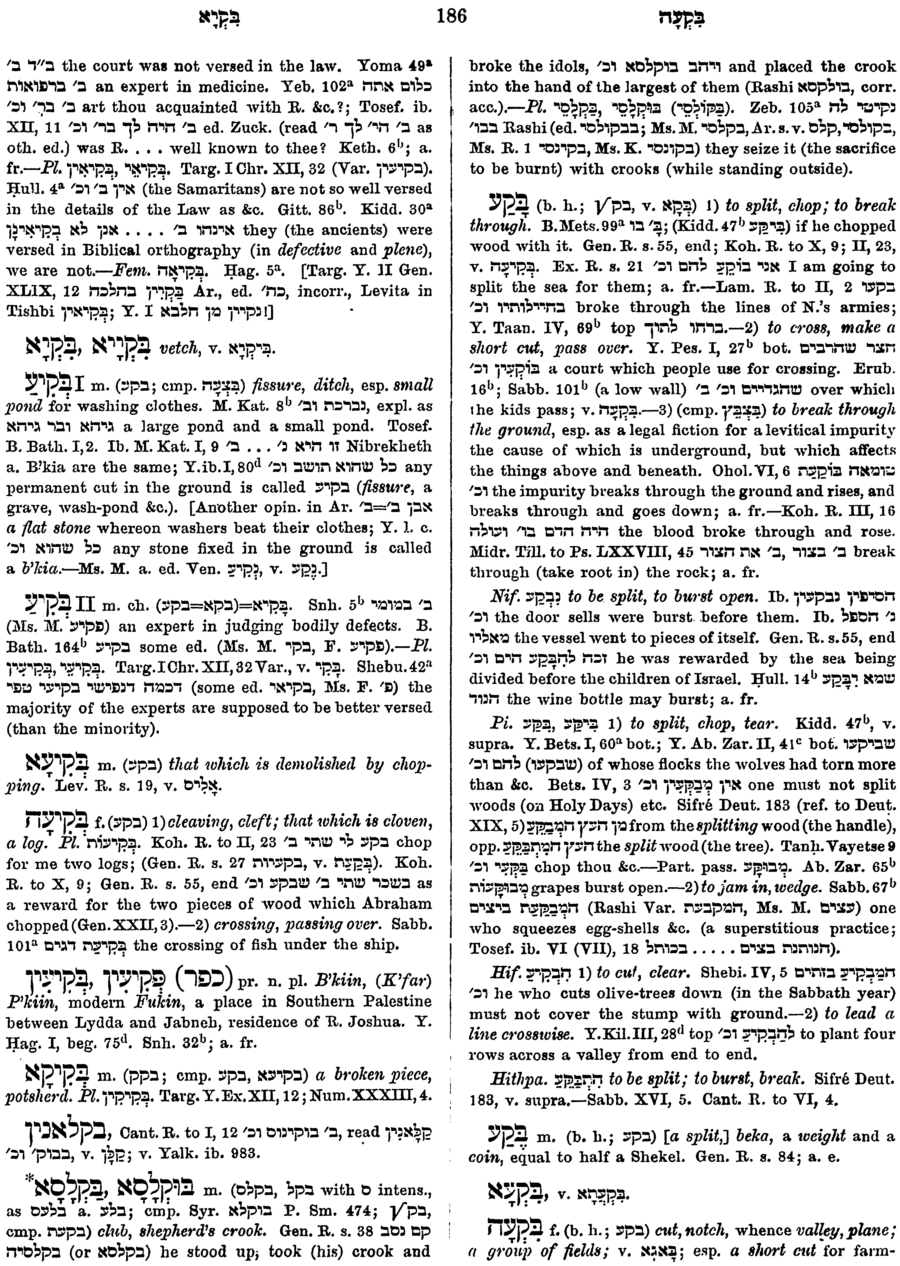 בְּקִיָא 186 בִּקְעָה
ב״ד ב׳ the court was not versed in the law. Yoma 49ᵃ
ב׳ ברפואות an expert in medicine. Yeb. 102ᵃ כלום אתה
ב׳ בר׳ וכ׳ art thou acquainted with R. &c.?; Tosef. ib.
XII, 11 ב׳ היה לך בר׳ וכ׳ ed. Zuck. (read ב׳ הי׳ לך ר׳ as
oth. ed.) was R. . . . well known to thee? Keth. 6ᵇ; a.
fr.—Pl. בְּקִיאֵי, בְּקִיאִין. Targ. I Chr. XII, 32 (Var. בקיעין).
Ḥull. 4ᵃ אין ב׳ וכ׳ (the Samaritans) are not so well versed
in the details of the Law as &c. Gitt. 86ᵇ. Kidd. 30ᵃ
אינהו ב׳ .... אנן לא בְּקִיאִינָן they (the ancients) were
versed in Biblical orthography (in defective and plene),
we are not.—Fem. בְּקִיאָה. Ḥag. 5ᵃ. [Targ. Y. II Gen.
XLIX, 12 בַּקְיָין בהלכה Ar., ed. כה׳, incorr., Levita in
Tishbi בְּקִיאִין; Y. I ונקיין מן חלבא!]
בִּקְיָיא, בִּקְיָא vetch, v. בִּיקְיָא.
בְּקִיעַ I m. (בקע; cmp. בִּצְעָה) fissure, ditch, esp. small
pond for washing clothes. M. Kat. 8ᵇ נברכת וב׳, expl. as
גיהא ובר גיהא a large pond and a small pond. Tosef.
B. Bath. I, 2. Ib. M. Kat. I, 9 זו היא נ׳ ... ב׳ Nibrekheth
a. B'kia are the same; Y. ib. I, 80ᵈ כל שהוא תושב וכ׳ any
permanent cut in the ground is called בקיע (fissure, a
grave, wash-pond &c.). [Another opin. in Ar. אבן ב׳=ב׳
a flat stone whereon washers beat their clothes; Y. l. c.
כל שהוא וכ׳ any stone fixed in the ground is called
a b'kia.—Ms. M. a. ed. Ven. נְקִיעַ, v. נֶקַע.]
בְּקִיעַ II m. ch. (בקע=בקא)=בְּקִיא. Snh. 5ᵇ ב׳ במומי
(Ms. M. פקיע) an expert in judging bodily defects. B.
Bath. 164ᵇ בקיע some ed. (Ms. M. בקי, F. פקיע).—Pl.
בְּקִיעֵי, בְּקִיעִין. Targ. I Chr. XII, 32 Var., v. בָּקִי. Shebu. 42ᵃ
דכמה דנפישי בקיעי טפי (some ed. בקיאי, Ms. F. פ׳) the
majority of the experts are supposed to be better versed
(than the minority).
בְּקִיעָא m. (בקע) that which is demolished by chop-
ping. Lev. R. s. 19, v. אָלִיס.
בְּקִיעָה f. (בקע) 1) cleaving, cleft; that which is cloven,
a log. Pl. בְּקִיעוֹת. Koh. R. to II, 23 בקע לי שתי ב׳ chop
for me two logs; (Gen. R. s. 27 בקעיות, v. בַּקַּעַת). Koh.
R. to X, 9; Gen. R. s. 55, end בשכר שתי ב׳ שבקע וכ׳ as
a reward for the two pieces of wood which Abraham
chopped (Gen. XXII, 3).—2) crossing, passing over. Sabb.
101ᵃ בְּקִיעַת דגים the crossing of fish under the ship.
(כפר) פְּקִיעִין, בְּקִיעִין pr. n. pl. B'kiin, (K'far)
P'kiin, modern Fukin, a place in Southern Palestine
between Lydda and Jabneh, residence of R. Joshua. Y.
Ḥag. I, beg. 75ᵈ. Snh. 32ᵇ; a. fr.
בְּקִיקָא m. (בקק; cmp. בקיעא, בקע) a broken piece,
potsherd. Pl. בְּקִיקִין. Targ. Y. Ex. XII, 12; Num. XXXIII, 4.
בקלאנין, Cant. R. to I, 12 ב׳ בוקינוס וכ׳, read קַלָּאנִין
בבוק׳ וכ׳, v. קַלָּן; v. Yalk. ib. 983.
*בּוּקְלָסָא, בַּקְלָסָא m. (בקל, בקלס with ס intens.,
as בלעס a. בלע; cmp. Syr. בוקלא P. Sm. 474; √בק,
cmp. בקעת) club, shepherd's crook. Gen. R. s. 38 קם נסב
בקלסיה (or בקלסא) he stood up, took (his) crook and
broke the idols, ויהב בוקלסא וכ׳ and placed the crook
into the hand of the largest of them (Rashi בולקסא, corr.
acc.).—Pl. בּוּקְלָסֵי, בַּקְלָסֵי (בַּקּוֹלְסֵי). Zeb. 105ᵃ נקיטי לה
בבו׳ Rashi (ed. בבקולסי; Ms. M. בקלסי, Ar. s. v. קלס, בוקלסי,
Ms. R. 1 בקינסי, Ms. K. בקונסי) they seize it (the sacrifice
to be burnt) with crooks (while standing outside).
בָּקַע (b. h.; √בק, v. בְּקָא) 1) to split, chop; to break
through. B. Mets. 99ᵃ בָּ׳ בו; (Kidd. 47ᵇ בִּיקֵּעַ) if he chopped
wood with it. Gen. R. s. 55, end; Koh. R. to X, 9; II, 23,
v. בְּקִיעָה. Ex. R. s. 21 אני בוֹקֵעַ להם וכ׳ I am going to
split the sea for them; a. fr.—Lam. R. to II, 2 בקעו
בחיילותיו וכ׳ broke through the lines of N.'s armies;
Y. Taan. IV, 69ᵇ top ברחו לתוך.—2) to cross, make a
short cut, pass over. Y. Pes. I, 27ᵇ bot. חצר שהרבים
בּוֹקְעִין וכ׳ a court which people use for crossing. Erub.
16ᵇ; Sabb. 101ᵇ (a low wall) שהגדיים ב׳ וכ׳ over which
the kids pass; v. בְּקִעָה.—3) (cmp. בִּצְבֵּץ) to break through
the ground, esp. as a legal fiction for a levitical impurity
the cause of which is underground, but which affects
the things above and beneath. Ohol. VI, 6 טומאה בּוֹקַעַת
וכ׳ the impurity breaks through the ground and rises, and
breaks through and goes down; a. fr.—Koh. R. III, 16
היה הדם בו׳ ועולה the blood broke through and rose.
Midr. Till. to Ps. LXXVIII, 45 ב׳ בצור, ב׳ את הצור break
through (take root in) the rock; a. fr.
Nif. נִבְקַע to be split, to burst open. Ib. הסיפין נבקעין
וכ׳ the door sells were burst before them. Ib. נ׳ הספל
מאליו the vessel went to pieces of itself. Gen. R. s. 55, end
זכה לְהִבָּקַע הים וכ׳ he was rewarded by the sea being
divided before the children of Israel. Ḥull. 14ᵇ שמא יִבָּקַע
הנוד the wine bottle may burst; a. fr.
Pi. בִּיקֵּעַ, בִּקֵּעַ 1) to split, chop, tear. Kidd. 47ᵇ, v.
supra. Y. Bets. I, 60ᵃ bot.; Y. Ab. Zar. II, 41ᶜ bot. שביקעו
(שבקעו) להם וכ׳ of whose flocks the wolves had torn more
than &c. Bets. IV, 3 אין מְבַקְּעִין וכ׳ one must not split
woods (on Holy Days) etc. Sifré Deut. 183 (ref. to Deut.
XIX, 5) מן העץ המְבַקֵּעַ from the splitting wood (the handle),
opp. העץ המִתְבַּקֵּעַ the split wood (the tree). Tanḥ. Vayetse 9
בַּקְּעִי וכ׳ chop thou &c.—Part. pass. מְבוּקָּע. Ab. Zar. 65ᵇ
מְבוּקָּעוֹת grapes burst open.—2) to jam in, wedge. Sabb. 67ᵇ
הַמְבַקַּעַת ביצים (Rashi Var. המקבעת, Ms. M. עצים) one
who squeezes egg-shells &c. (a superstitious practice;
Tosef. ib. VI (VII), 18 הנותנת בצים ..... בכותל).
Hif. הִבְקִיעַ 1) to cut, clear. Shebi. IV, 5 הַמַבְקִיעַ בזתים
וכ׳ he who cuts olive-trees down (in the Sabbath year)
must not cover the stump with ground.—2) to lead a
line crosswise. Y. Kil. III, 28ᵈ top לְהַבְקִיעַ וכ׳ to plant four
rows across a valley from end to end.
Hithpa. הִתְבַּקֵּעַ to be split; to burst, break. Sifré Deut.
183, v. supra.—Sabb. XVI, 5. Cant. R. to VI, 4.
בֶּקַע m. (b. h.; בקע) [a split,] beka, a weight and a
coin, equal to half a Shekel. Gen. R. s. 84; a. e.
בִּקְעָא, v. בִּקְעֲתָא.
בִּקְעָה f. (b. h.; בקע) cut, notch, whence valley, plane;
a group of fields; v. בָּאגָא; esp. a short cut for farm-